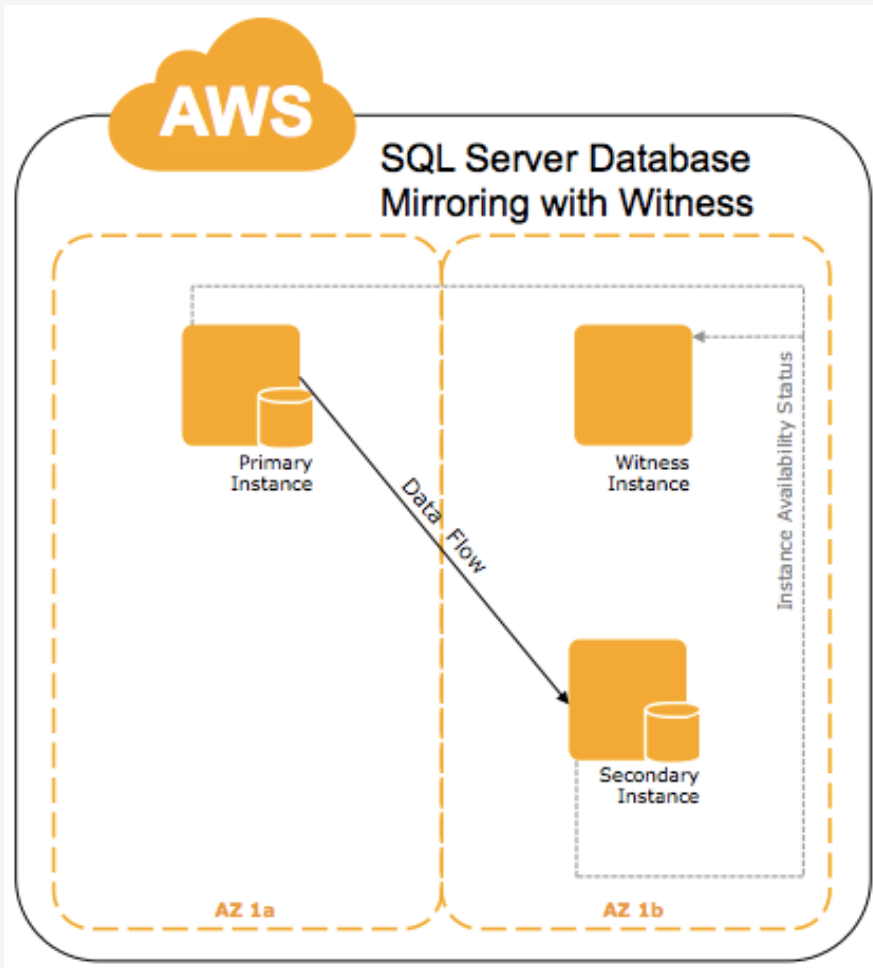 AWS
SQL Server Database
Mirroring with Witness
Primary
Instance
Witness
Instance
Instance Availability Status
Data Flow
Secondary
Instance
AZ 1a
AZ 1b